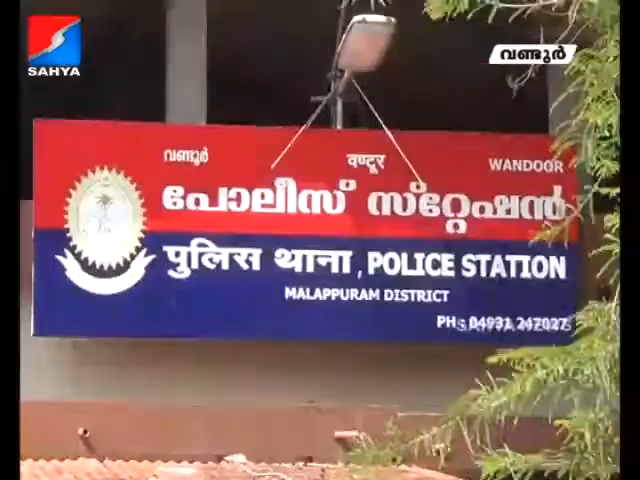 SAHYA
വണ്ടൂർ
വണ്ടൂർ वण्टूर WANDOOR
പോലീസ് സ്റ്റേഷൻ
पुलिस थाना, POLICE STATION
MALAPPURAM DISTRICT
PH: 04931 247027